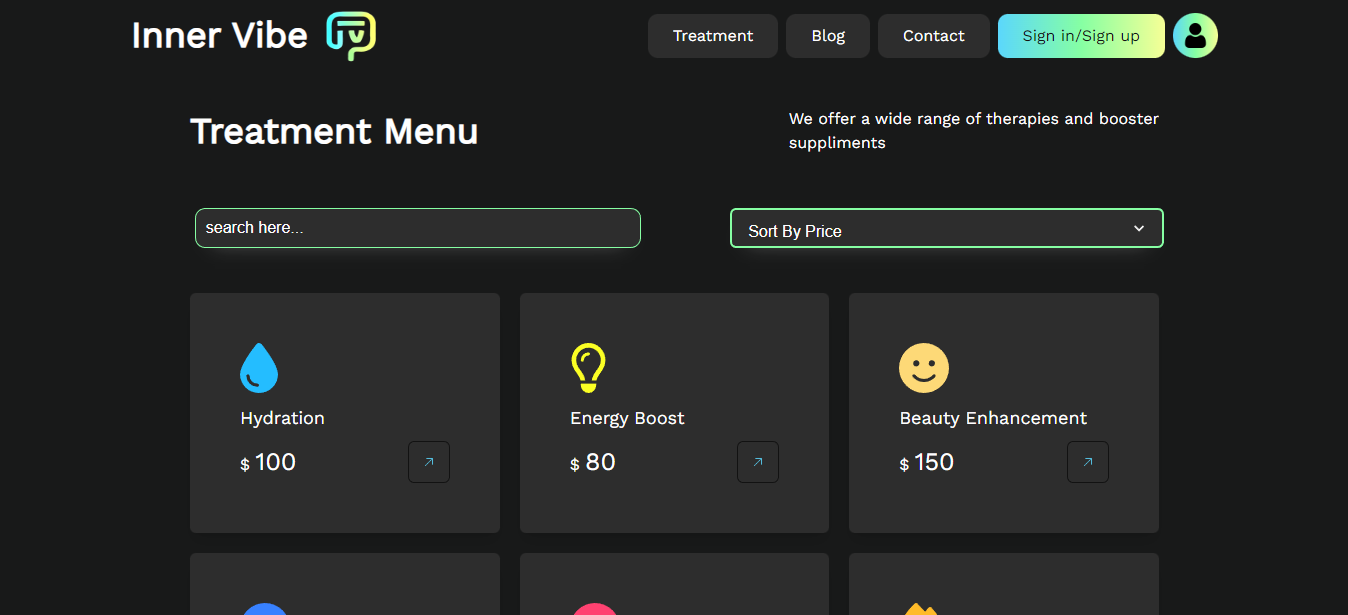 Inner Vibe
Treatment
Blog
Contact
Sign in/Sign up
Treatment Menu
We offer a wide range of therapies and booster
suppliments
search here...
Sort By Price
Hydration
$ 100
Energy Boost
$ 80
Beauty Enhancement
$ 150